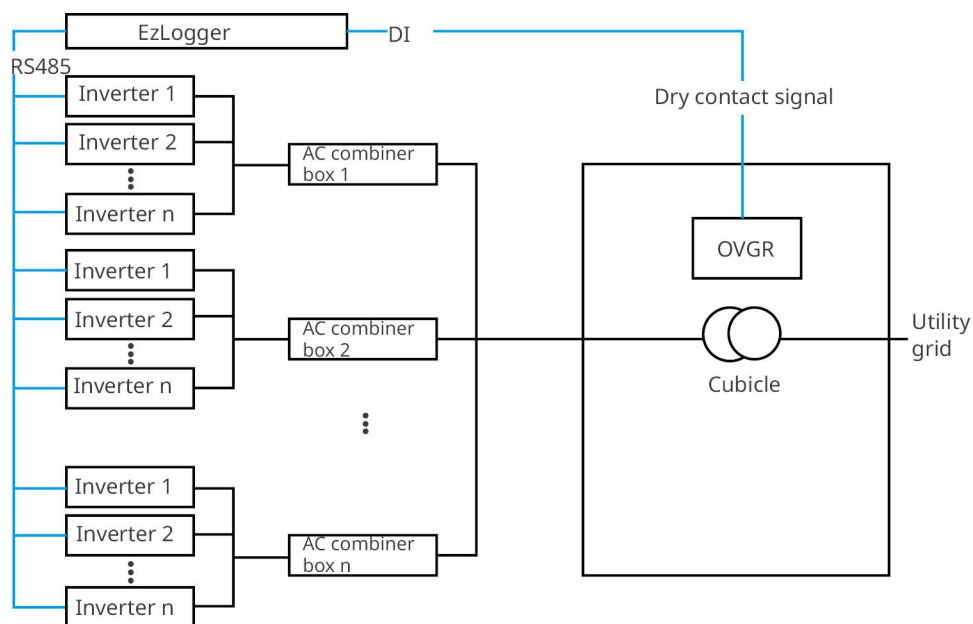 EzLogger
DI
RS485
Dry contact signal
Inverter 1
Inverter 2
Inverter n
AC combiner
box 1
OVGR
Inverter 1
Inverter 2
Inverter n
AC combiner
box 2
Utility
grid
Cubicle
Inverter 1
Inverter 2
Inverter n
AC combiner
box n